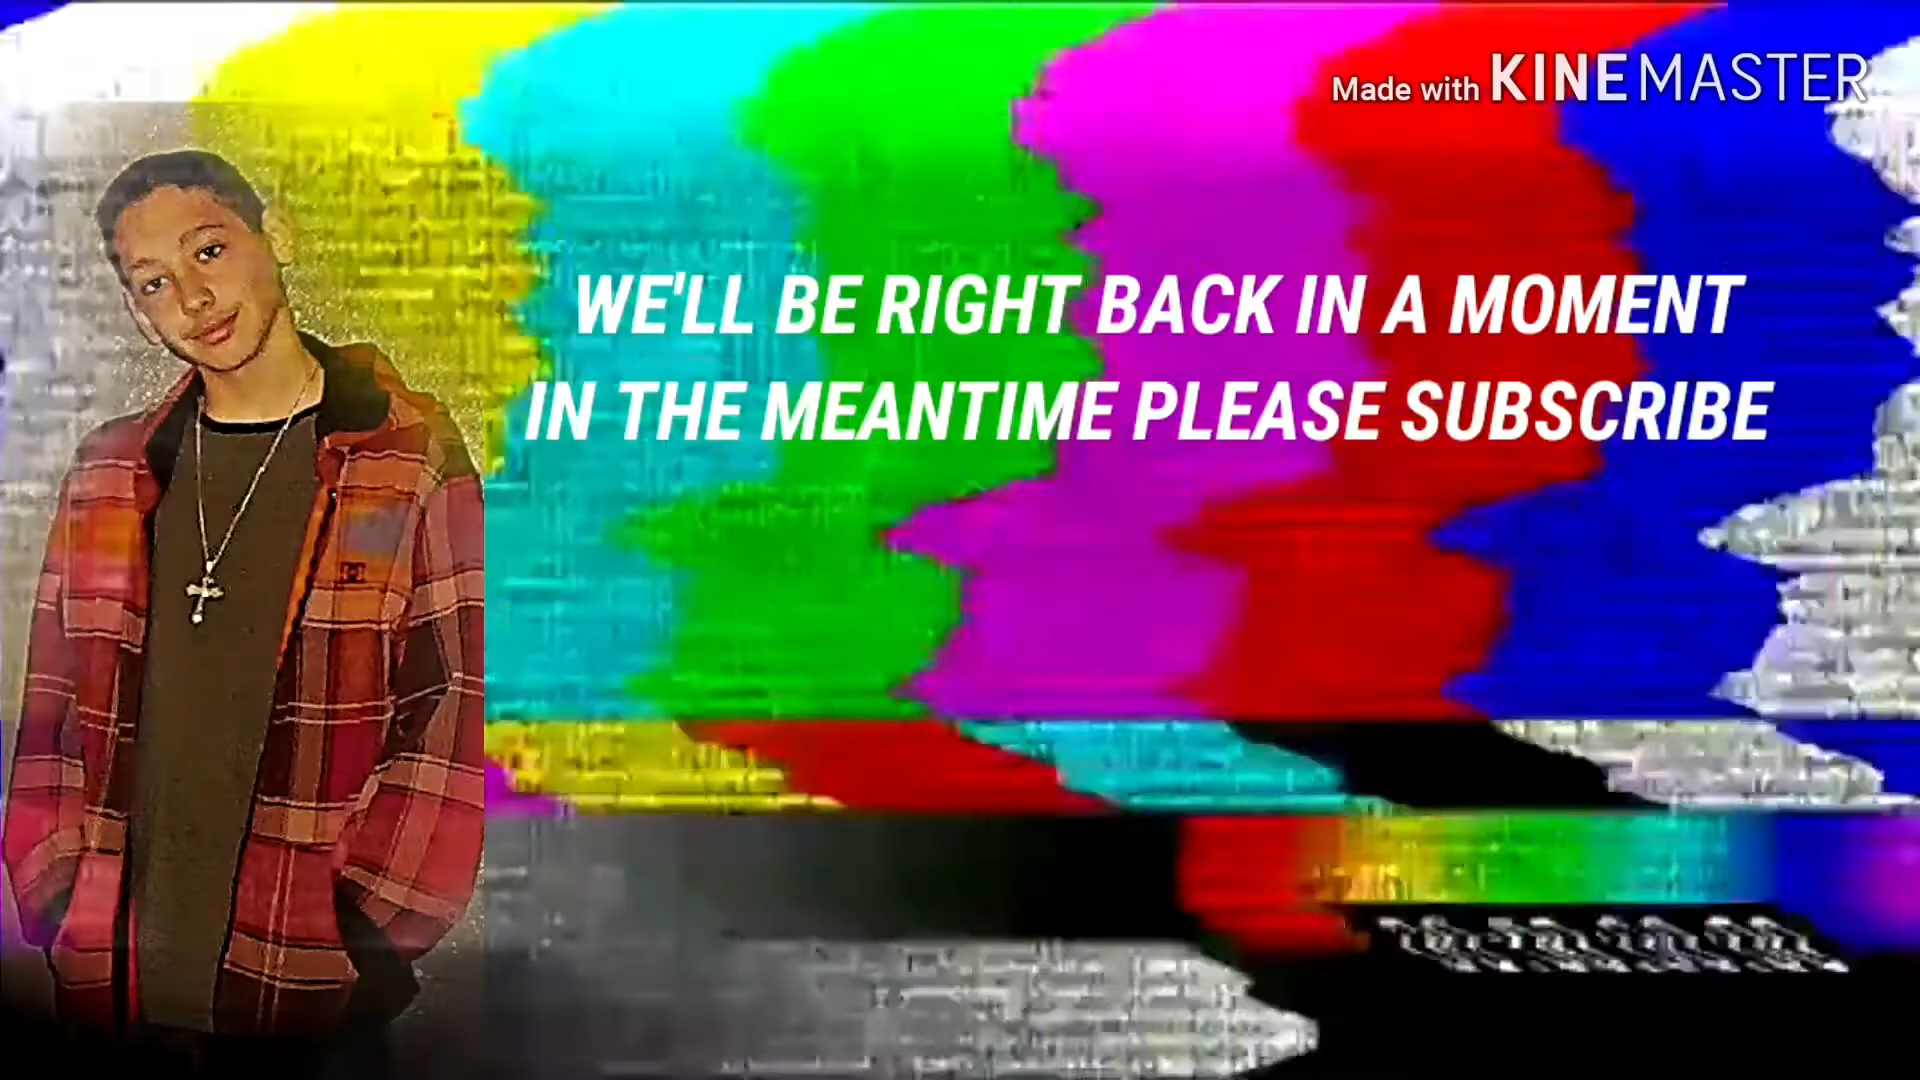 Made with KINEMASTER
WE'LL BE RIGHT BACK IN A MOMENT
IN THE MEANTIME PLEASE SUBSCRIBE